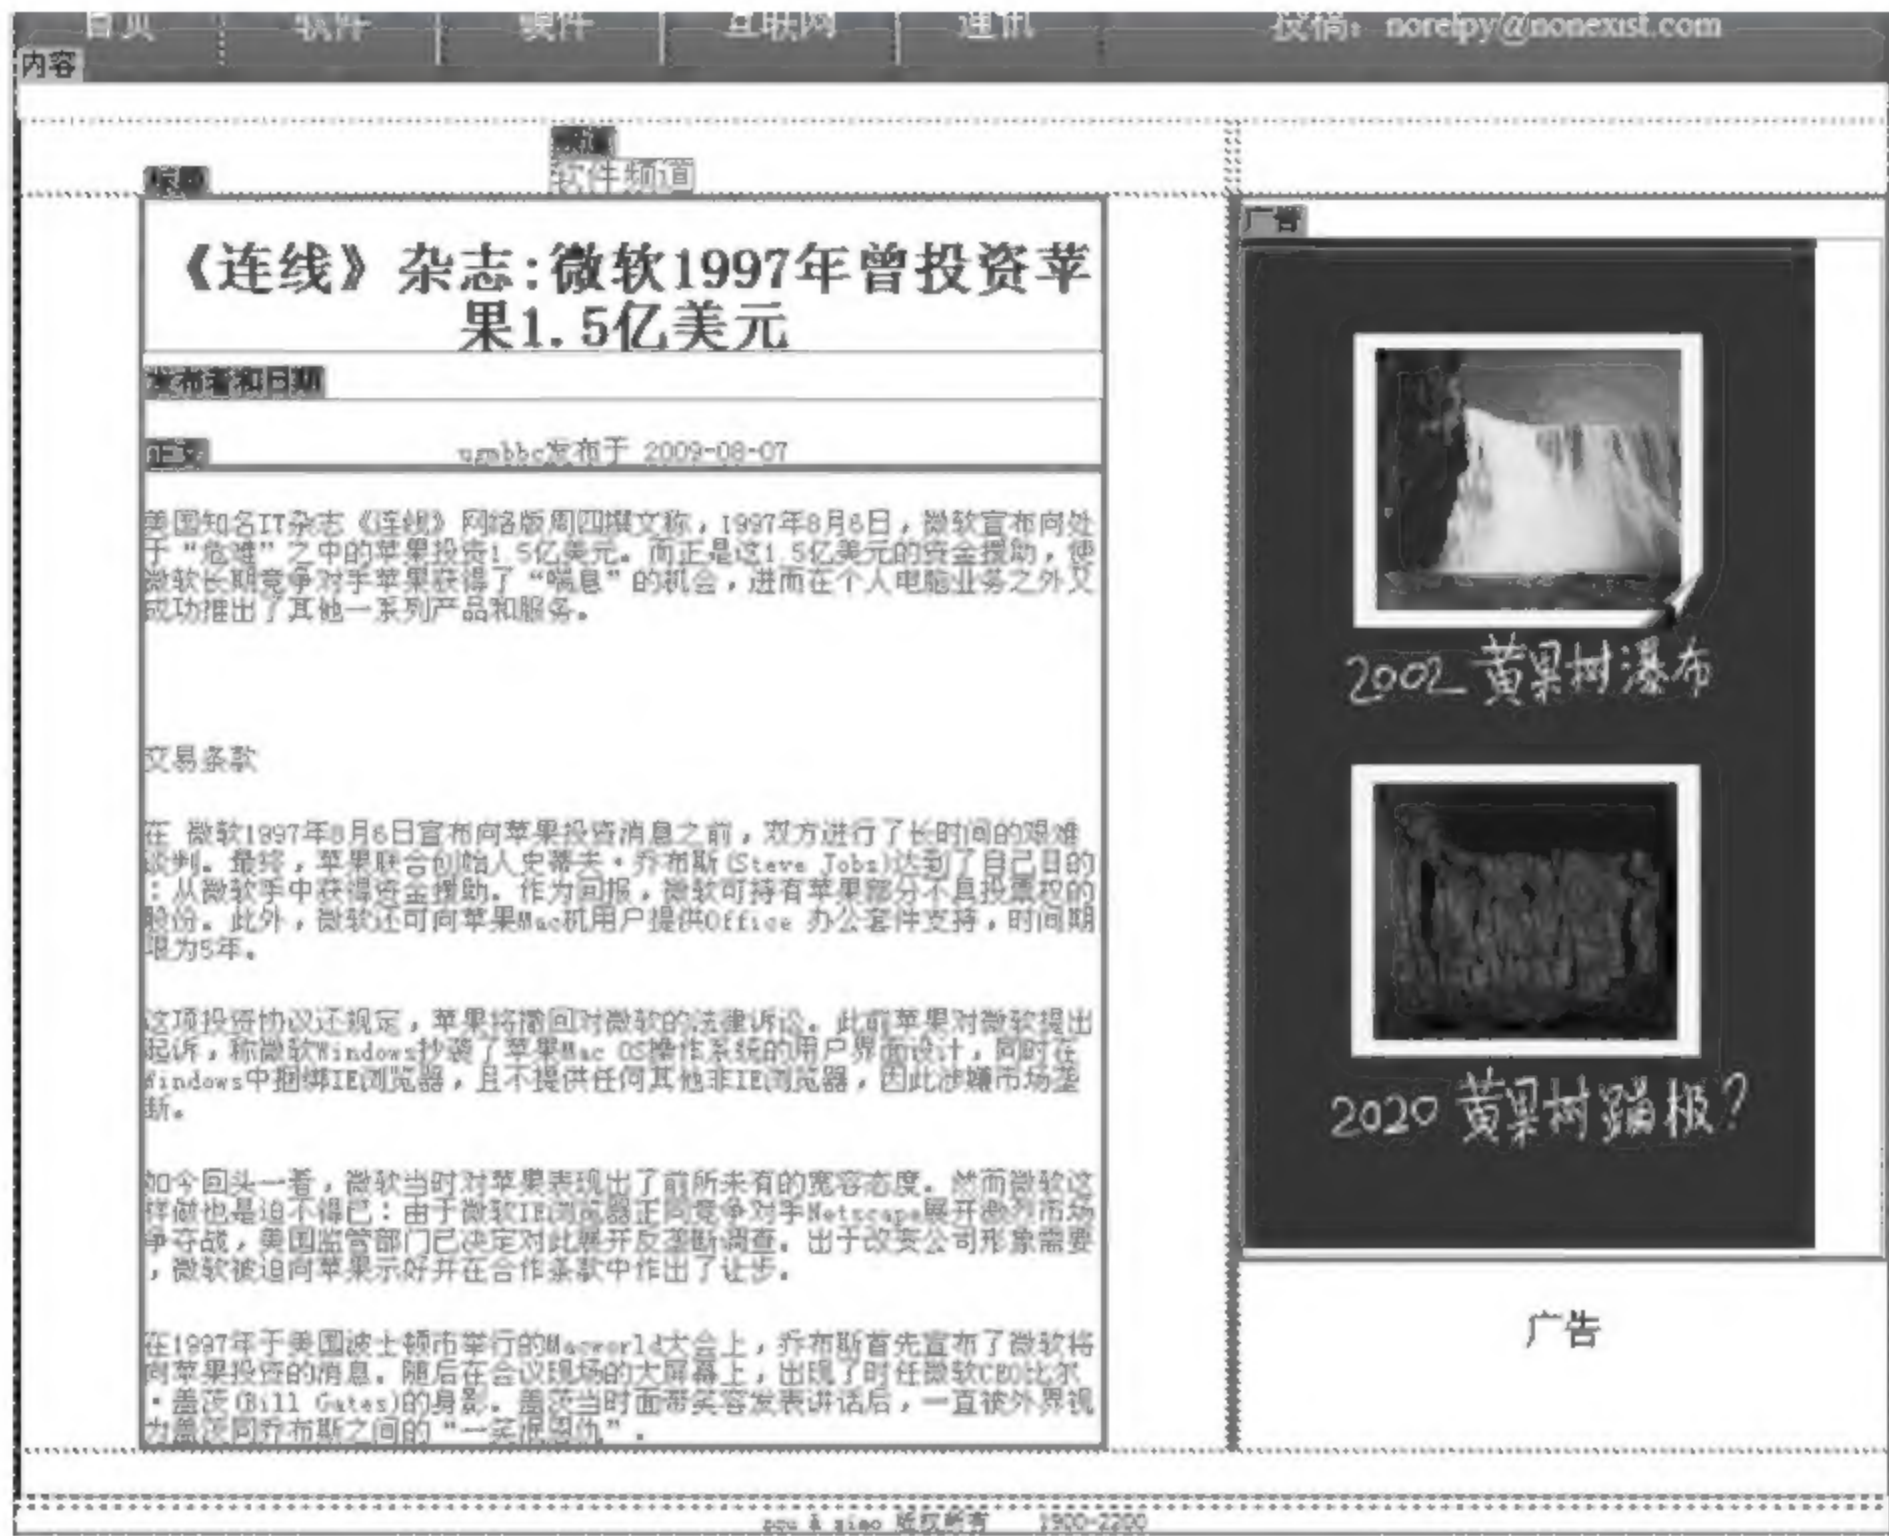 首页 软件 硬件 互联网 通讯 投稿: norelpy@nonexist.com
内容
软件频道
《连线》杂志:微软1997年曾投资苹
果1.5亿美元
发布者和日期
正文
ugmbbc发布于 2009-08-07
美国知名IT杂志《连线》网络版周四撰文称，1997年8月6日，微软宣布向处
于“危难”之中的苹果投资1.5亿美元。而正是这1.5亿美元的资金援助，使
微软长期竞争对手苹果获得了“喘息”的机会，进而在个人电脑业务之外又
成功推出了其他一系列产品和服务。
交易条款
在 微软1997年8月6日宣布向苹果投资消息之前，双方进行了长时间的艰难
谈判。最终，苹果联合创始人史蒂夫·乔布斯(Steve Jobs)达到了自己目的
：从微软手中获得资金援助。作为回报，微软可持有苹果部分不具投票权的
股份。此外，微软还可向苹果Mac机用户提供Office 办公套件支持，时间期
限为5年。
这项投资协议还规定，苹果将撤回对微软的法律诉讼。此前苹果对微软提出
起诉，称微软Windows抄袭了苹果Mac OS操作系统的用户界面设计，同时在
Windows中捆绑IE浏览器，且不提供任何其他非IE浏览器，因此涉嫌市场垄
断。
如今回头一看，微软当时对苹果表现出了前所未有的宽容态度。然而微软这
样做也是迫不得已：由于微软IE浏览器正同竞争对手Netscape展开激烈市场
争夺战，美国监管部门已决定对此展开反垄断调查。出于改变公司形象需要
，微软被迫向苹果示好并在合作条款中作出了让步。
在1997年于美国波士顿市举行的Macworld大会上，乔布斯首先宣布了微软将
向苹果投资的消息。随后在会议现场的大屏幕上，出现了时任微软CEO比尔
·盖茨(Bill Gates)的身影。盖茨当时面带笑容发表讲话后，一直被外界视
为盖茨同乔布斯之间的“一笑泯恩仇”.
广告
2002 黄果树瀑布
2020 黄果树蹦极?
广告
版权所有 1900-2200